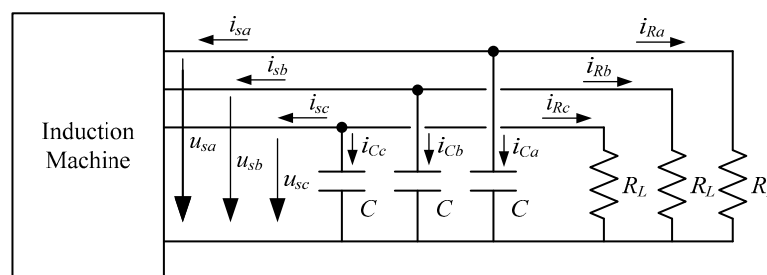 i_sa
i_Ra
i_sb
i_Rb
i_sc
i_Rc
Induction
Machine
u_sa
u_sb
u_sc
i_Cc
i_Cb
i_Ca
C
C
C
R_L
R_L
R